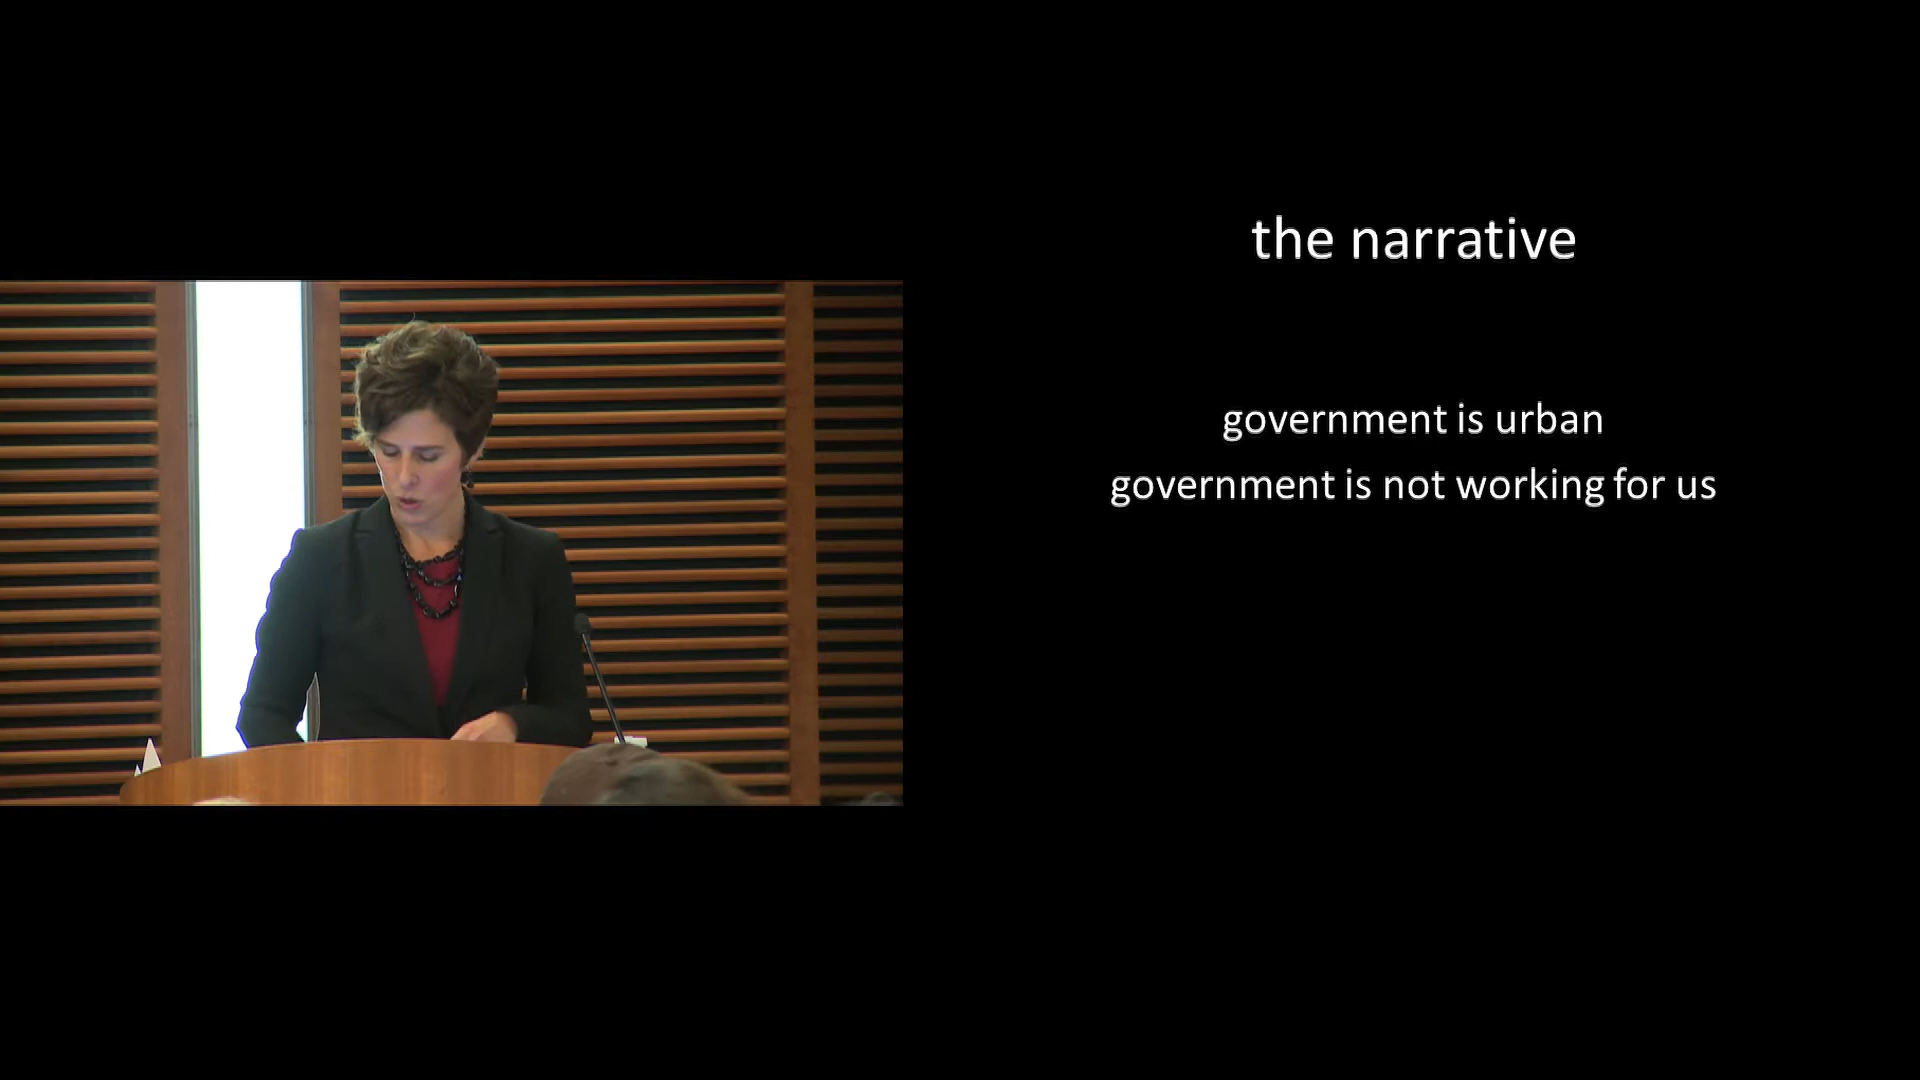 the narrative
government is urban
government is not working for us